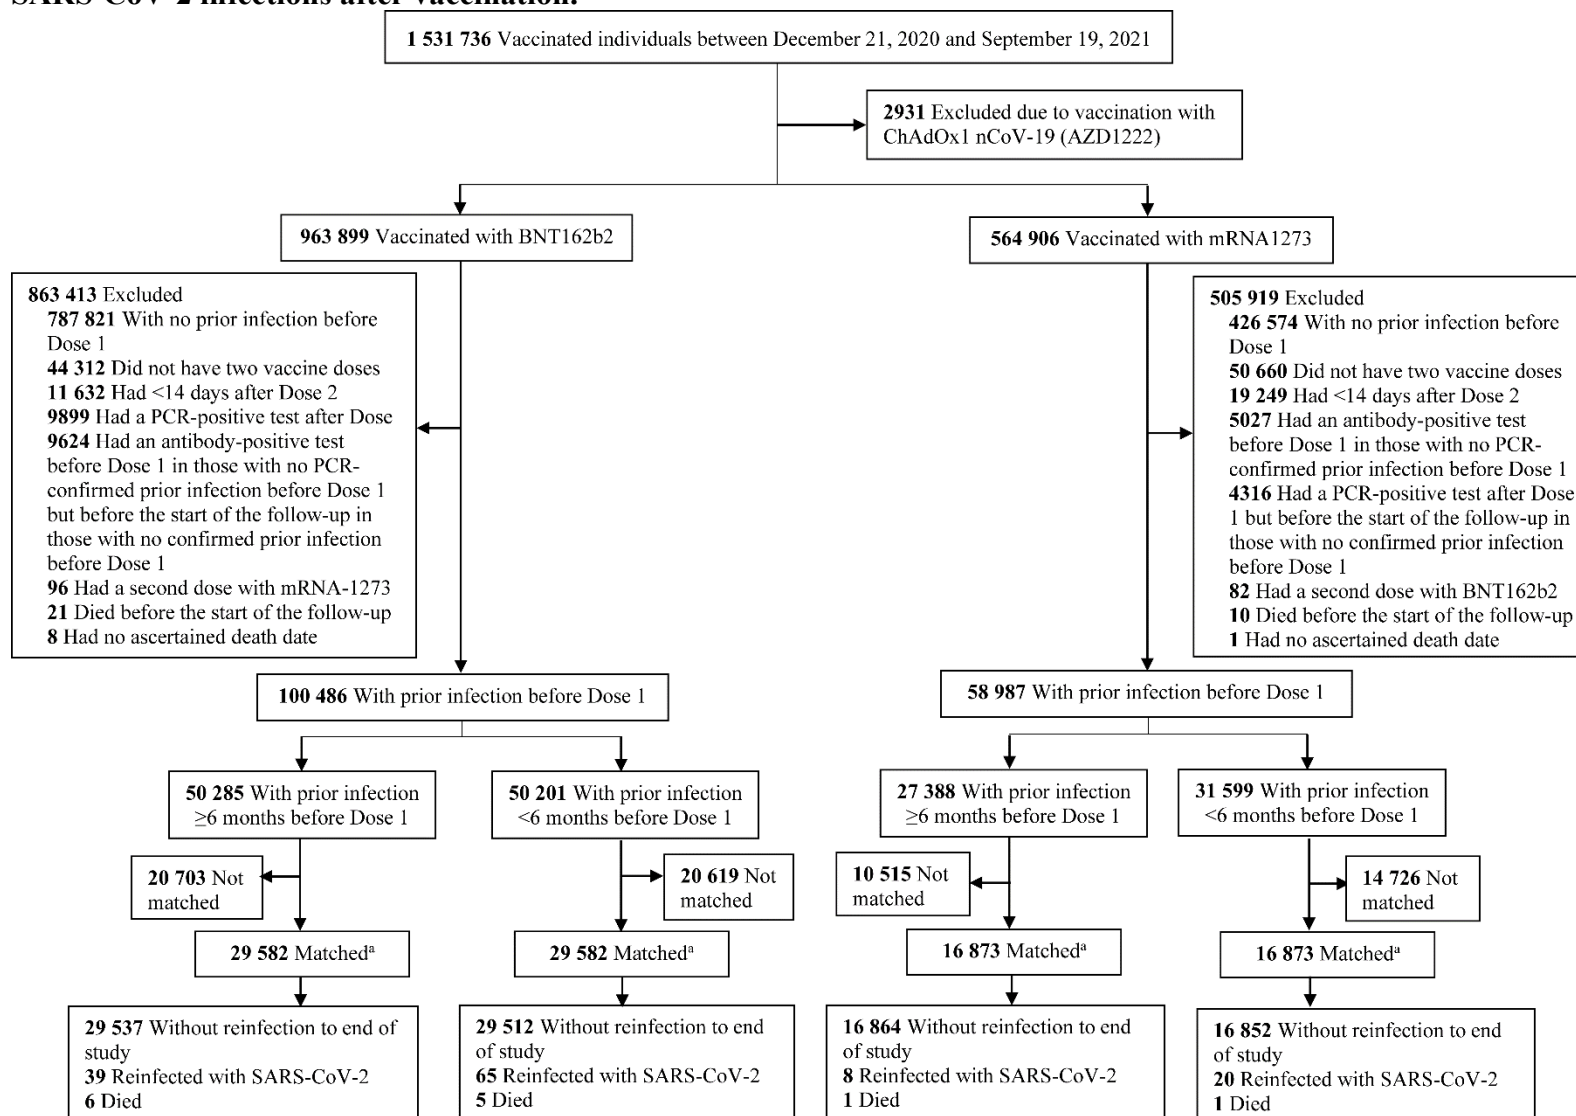 SARS-CoV-2 infections after vaccination.
1 531 736 Vaccinated individuals between December 21, 2020 and September 19, 2021
2931 Excluded due to vaccination with
ChAdOx1 nCoV-19 (AZD1222)
963 899 Vaccinated with BNT162b2
564 906 Vaccinated with mRNA1273
863 413 Excluded
787 821 With no prior infection before
Dose 1
44 312 Did not have two vaccine doses
11 632 Had <14 days after Dose 2
9899 Had a PCR-positive test after Dose
9624 Had an antibody-positive test
before Dose 1 in those with no PCR-
confirmed prior infection before Dose 1
but before the start of the follow-up in
those with no confirmed prior infection
before Dose 1
96 Had a second dose with mRNA-1273
21 Died before the start of the follow-up
8 Had no ascertained death date
505 919 Excluded
426 574 With no prior infection before
Dose 1
50 660 Did not have two vaccine doses
19 249 Had <14 days after Dose 2
5027 Had an antibody-positive test
before Dose 1 in those with no PCR-
confirmed prior infection before Dose 1
4316 Had a PCR-positive test after Dose
1 but before the start of the follow-up in
those with no confirmed prior infection
before Dose 1
82 Had a second dose with BNT162b2
10 Died before the start of the follow-up
1 Had no ascertained death date
100 486 With prior infection before Dose 1
58 987 With prior infection before Dose 1
50 285 With prior infection
≥6 months before Dose 1
50 201 With prior infection
<6 months before Dose 1
27 388 With prior infection
≥6 months before Dose 1
31 599 With prior infection
<6 months before Dose 1
20 703 Not
matched
20 619 Not
matched
10 515 Not
matched
14 726 Not
matched
29 582 Matchedᵃ
29 582 Matchedᵃ
16 873 Matchedᵃ
16 873 Matchedᵃ
29 537 Without reinfection to end of
study
39 Reinfected with SARS-CoV-2
6 Died
29 512 Without reinfection to end
of study
65 Reinfected with SARS-CoV-2
5 Died
16 864 Without reinfection to end
of study
8 Reinfected with SARS-CoV-2
1 Died
16 852 Without reinfection to end
of study
20 Reinfected with SARS-CoV-2
1 Died